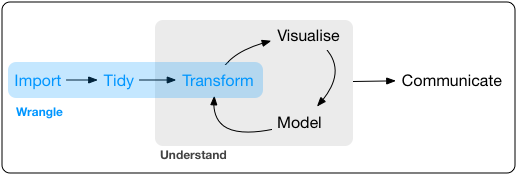 Visualise
Import Tidy Transform Communicate
Wrangle
Model
Understand